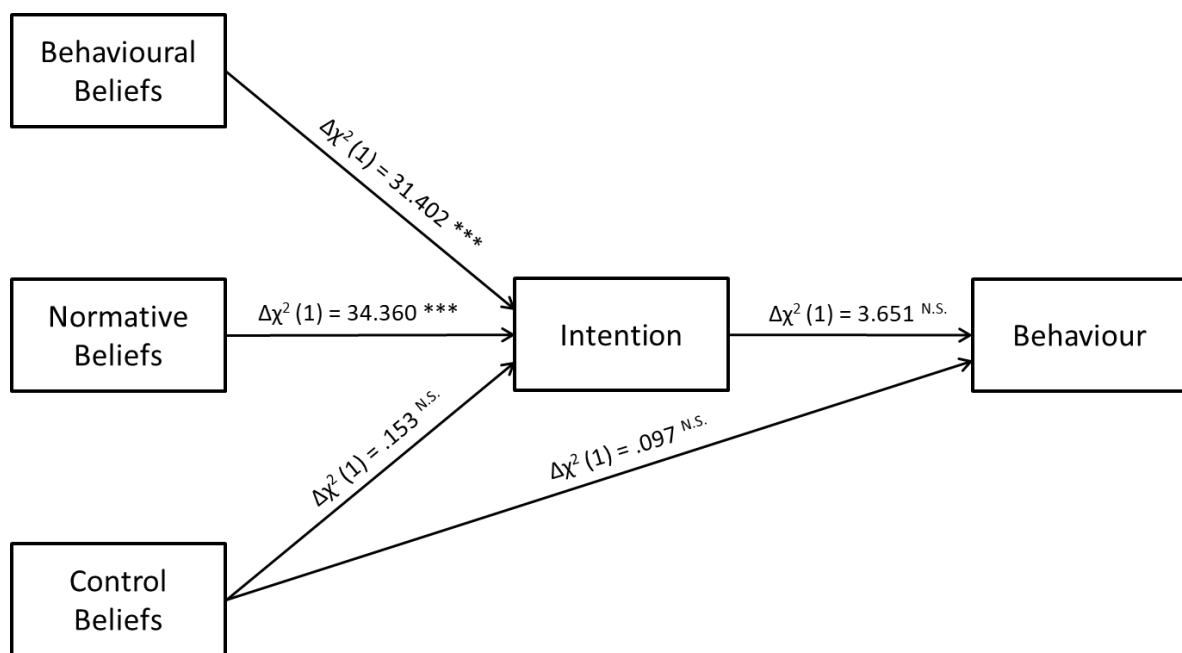 Behavioural
Beliefs
Δχ² (1) = 31.402 ***
Normative
Beliefs
Δχ² (1) = 34.360 ***
Intention
Δχ² (1) = 3.651 N.S.
Behaviour
Δχ² (1) = .153 N.S.
Δχ² (1) = .097 N.S.
Control
Beliefs